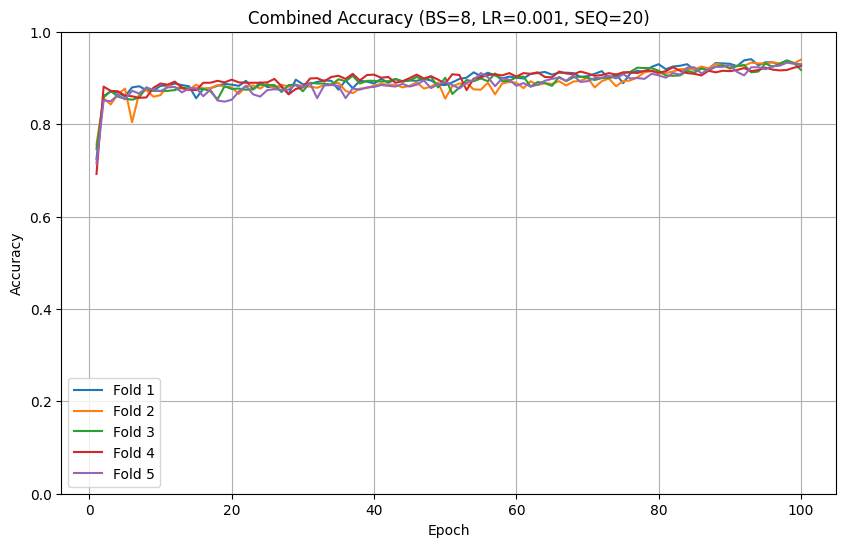 Combined Accuracy (BS=8, LR=0.001, SEQ=20)
1.0
0.8
0.6
0.4
0.2
0.0
Accuracy
Fold 1
Fold 2
Fold 3
Fold 4
Fold 5
0 20 40 60 80 100
Epoch